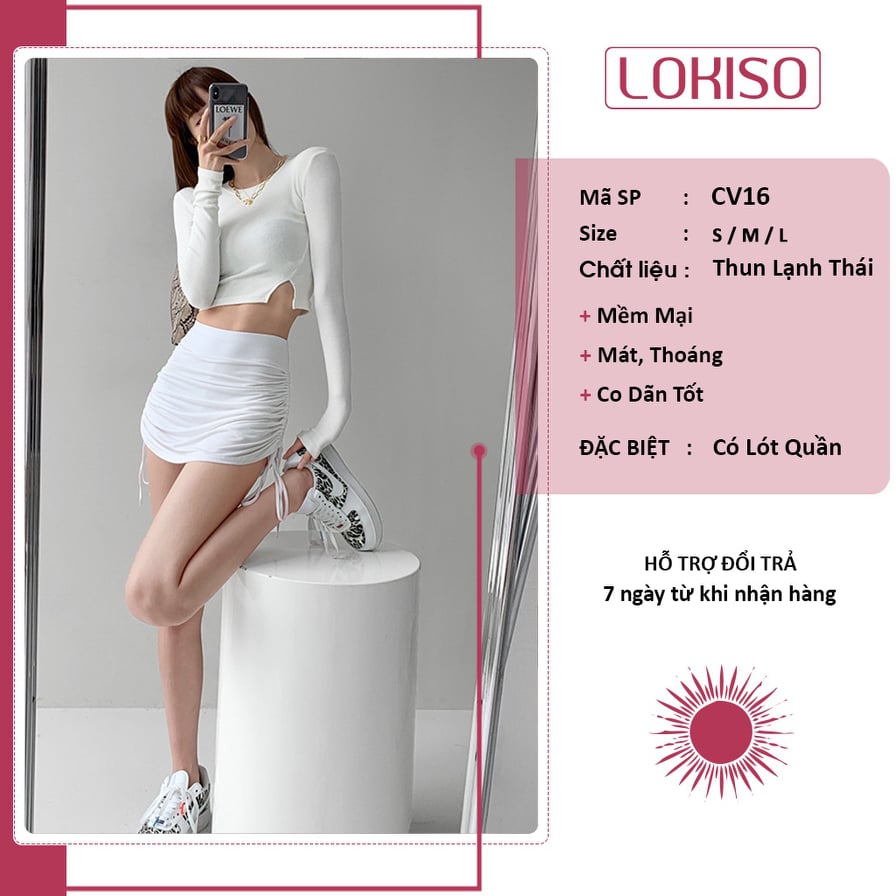 LOKISO
LOEWE
Mã SP : CV16
Size : S / M / L
Chất liệu : Thun Lạnh Thái
+ Mềm Mại
+ Mát, Thoáng
+ Co Dãn Tốt
ĐẶC BIỆT : Có Lót Quần
HỖ TRỢ ĐỔI TRẢ
7 ngày từ khi nhận hàng